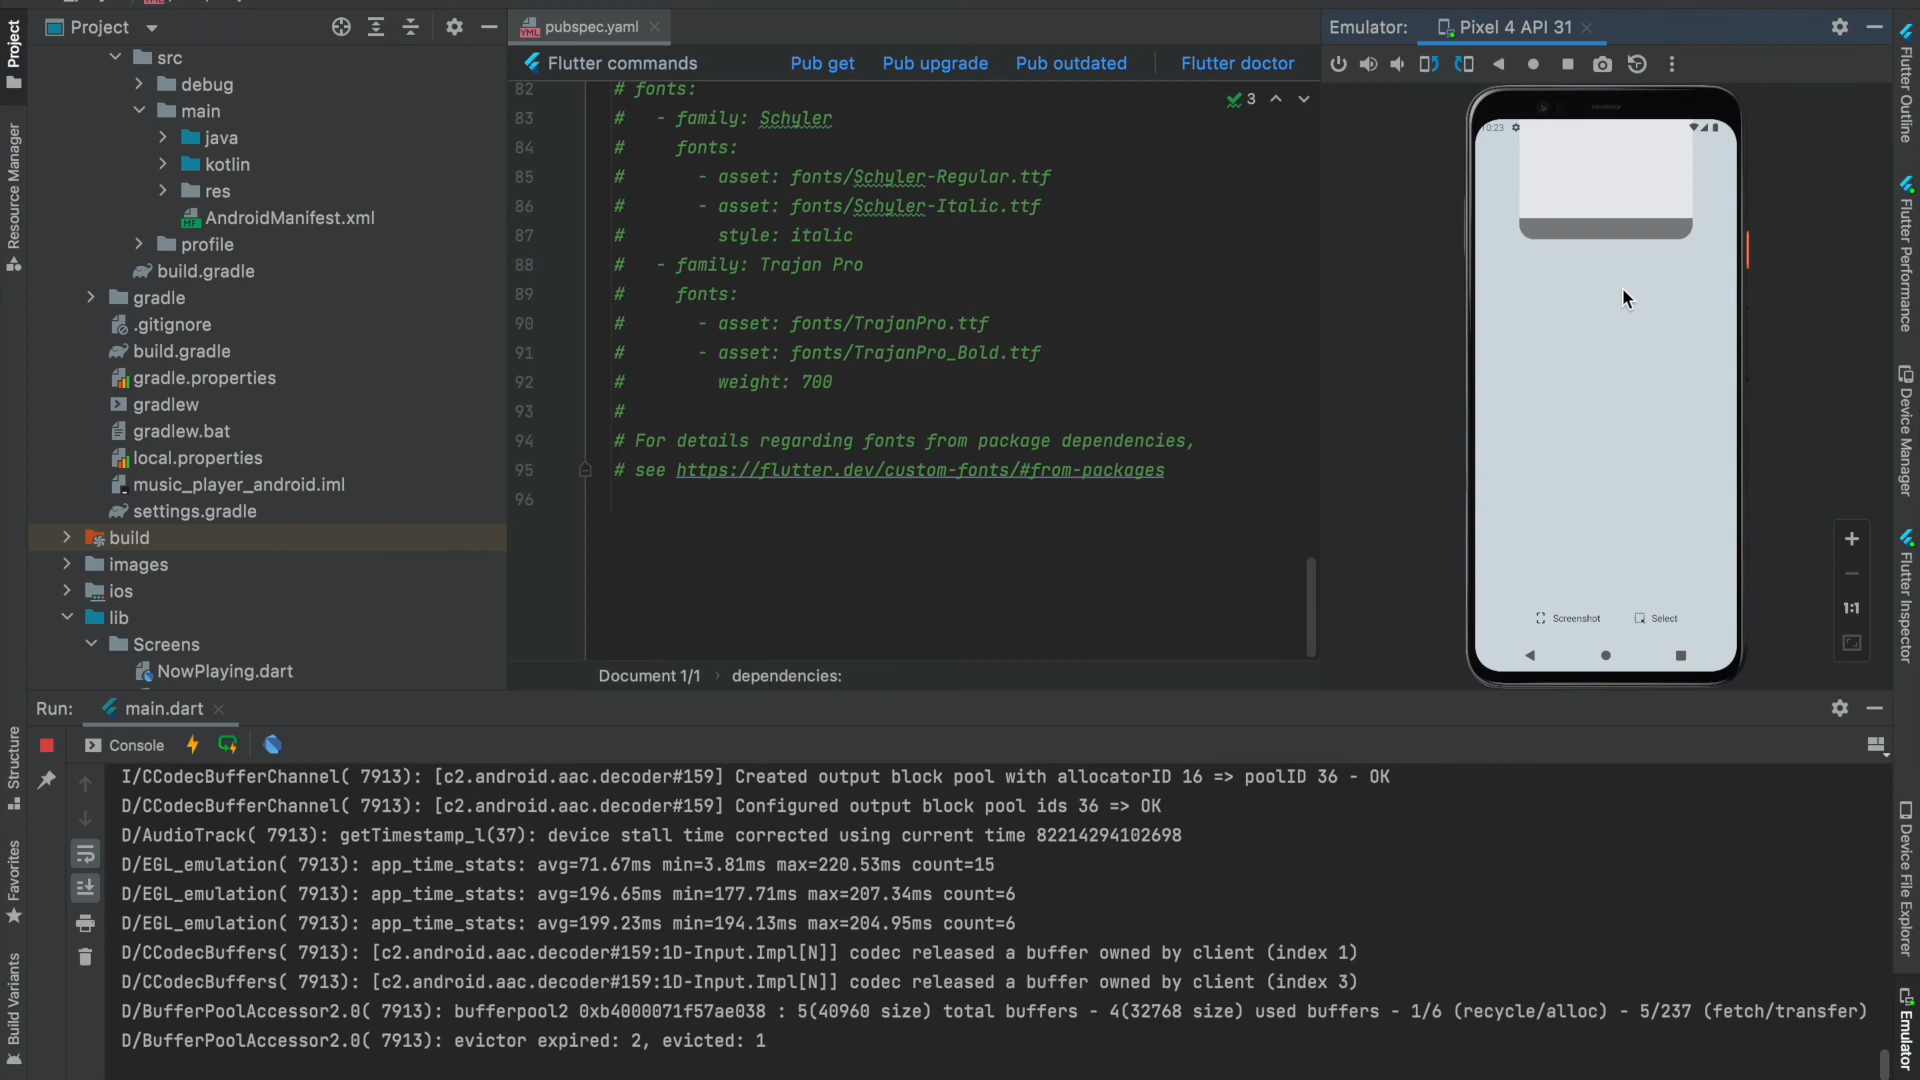 Project
src
debug
main
java
kotlin
res
AndroidManifest.xml
profile
build.gradle
gradle
.gitignore
build.gradle
gradle.properties
gradlew
gradlew.bat
local.properties
music_player_android.iml
settings.gradle
build
images
ios
lib
Screens
NowPlaying.dart
Project
Resource Manager
Structure
Favorites
Build Variants
pubspec.yaml
Flutter commands
Pub get
Pub upgrade
Pub outdated
Flutter doctor
3
82 # fonts:
83 #   - family: Schyler
84 #     fonts:
85 #       - asset: fonts/Schyler-Regular.ttf
86 #       - asset: fonts/Schyler-Italic.ttf
87 #         style: italic
88 #   - family: Trajan Pro
89 #     fonts:
90 #       - asset: fonts/TrajanPro.ttf
91 #       - asset: fonts/TrajanPro_Bold.ttf
92 #         weight: 700
93 #
94 # For details regarding fonts from package dependencies,
95 # see https://flutter.dev/custom-fonts/#from-packages
96
Document 1/1 › dependencies:
Emulator:
Pixel 4 API 31
10:23
Screenshot
Select
1:1
Flutter Outline
Flutter Performance
Device Manager
Flutter Inspector
Device File Explorer
Emulator
Run:
main.dart
Console
I/CCodecBufferChannel( 7913): [c2.android.aac.decoder#159] Created output block pool with allocatorID 16 => poolID 36 - OK
D/CCodecBufferChannel( 7913): [c2.android.aac.decoder#159] Configured output block pool ids 36 => OK
D/AudioTrack( 7913): getTimestamp_l(37): device stall time corrected using current time 82214294102698
D/EGL_emulation( 7913): app_time_stats: avg=71.67ms min=3.81ms max=220.53ms count=15
D/EGL_emulation( 7913): app_time_stats: avg=196.65ms min=177.71ms max=207.34ms count=6
D/EGL_emulation( 7913): app_time_stats: avg=199.23ms min=194.13ms max=204.95ms count=6
D/CCodecBuffers( 7913): [c2.android.aac.decoder#159:1D-Input.Impl[N]] codec released a buffer owned by client (index 1)
D/CCodecBuffers( 7913): [c2.android.aac.decoder#159:1D-Input.Impl[N]] codec released a buffer owned by client (index 3)
D/BufferPoolAccessor2.0( 7913): bufferpool2 0xb4000071f57ae038 : 5(40960 size) total buffers - 4(32768 size) used buffers - 1/6 (recycle/alloc) - 5/237 (fetch/transfer)
D/BufferPoolAccessor2.0( 7913): evictor expired: 2, evicted: 1